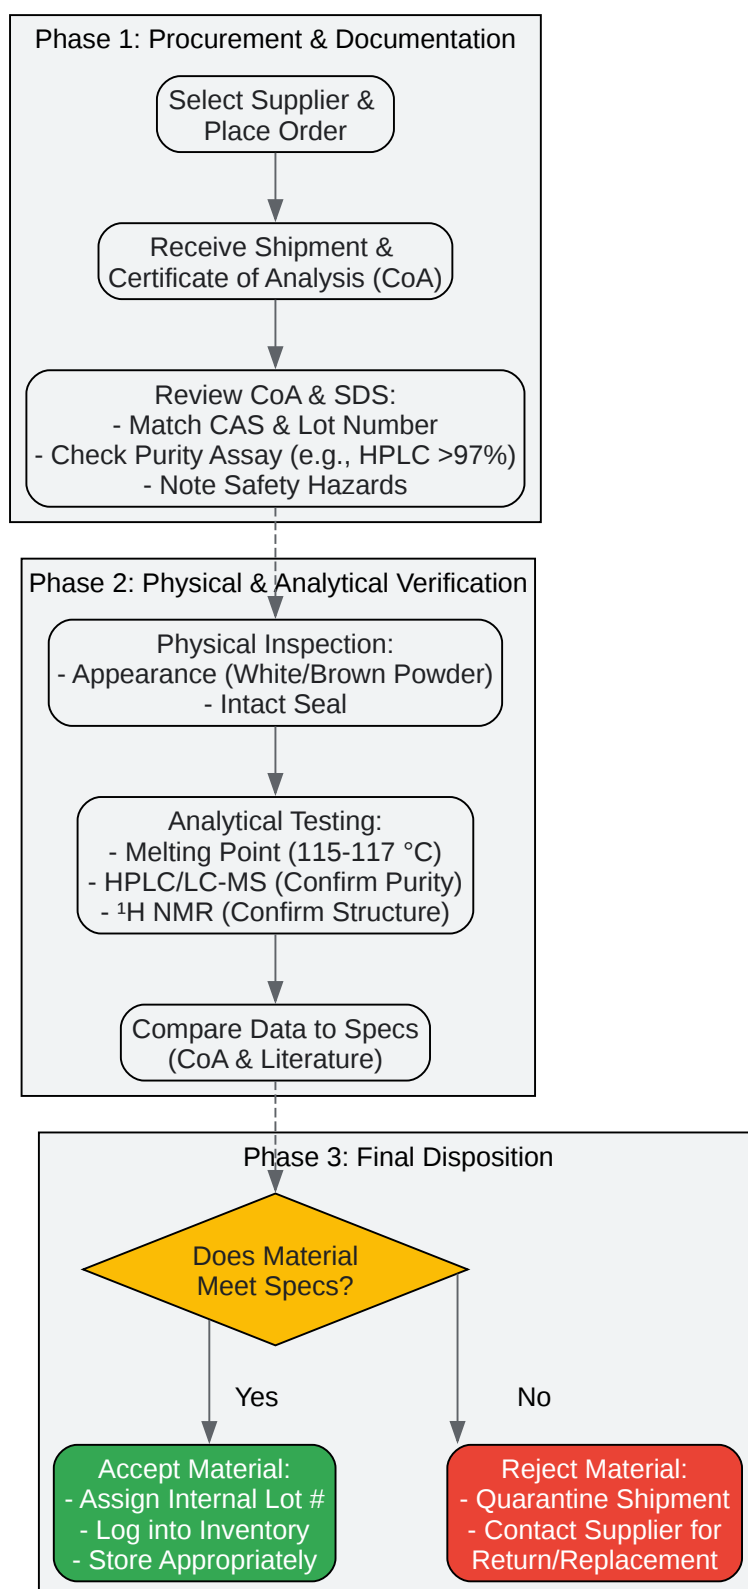 Phase 1: Procurement & Documentation
Select Supplier &
Place Order
Receive Shipment &
Certificate of Analysis (CoA)
Review CoA & SDS:
- Match CAS & Lot Number
- Check Purity Assay (e.g., HPLC >97%)
- Note Safety Hazards
Phase 2: Physical & Analytical Verification
Physical Inspection:
- Appearance (White/Brown Powder)
- Intact Seal
Analytical Testing:
- Melting Point (115-117 °C)
- HPLC/LC-MS (Confirm Purity)
- ¹H NMR (Confirm Structure)
Compare Data to Specs
(CoA & Literature)
Phase 3: Final Disposition
Does Material
Meet Specs?
Yes
No
Accept Material:
- Assign Internal Lot #
- Log into Inventory
- Store Appropriately
Reject Material:
- Quarantine Shipment
- Contact Supplier for
Return/Replacement